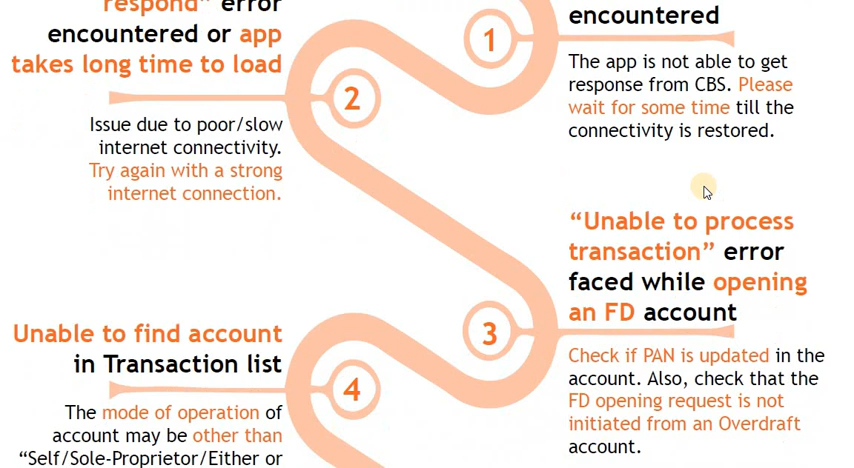 encountered
1
The app is not able to get
response from CBS. Please
wait for some time till the
connectivity is restored.
respond” error
encountered or app
takes long time to load
2
Issue due to poor/slow
internet connectivity.
Try again with a strong
internet connection.
“Unable to process
transaction” error
faced while opening
an FD account
3
Check if PAN is updated in the
account. Also, check that the
FD opening request is not
initiated from an Overdraft
account.
Unable to find account
in Transaction list
4
The mode of operation of
account may be other than
“Self/Sole-Proprietor/Either or